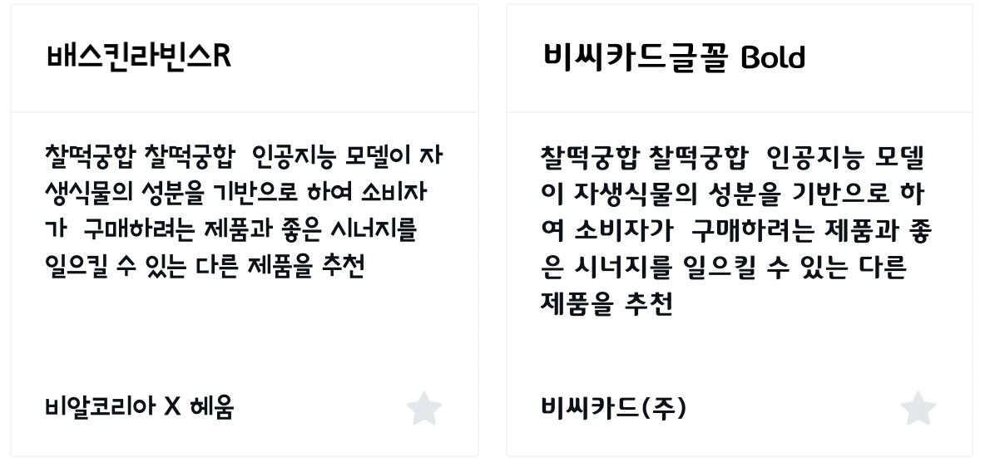 배스킨라빈스R
찰떡궁합 찰떡궁합  인공지능 모델이 자
생식물의 성분을 기반으로 하여 소비자
가  구매하려는 제품과 좋은 시너지를
일으킬 수 있는 다른 제품을 추천
비알코리아 X 헤움
비씨카드글꼴 Bold
찰떡궁합 찰떡궁합  인공지능 모델
이 자생식물의 성분을 기반으로 하
여 소비자가  구매하려는 제품과 좋
은 시너지를 일으킬 수 있는 다른
제품을 추천
비씨카드(주)